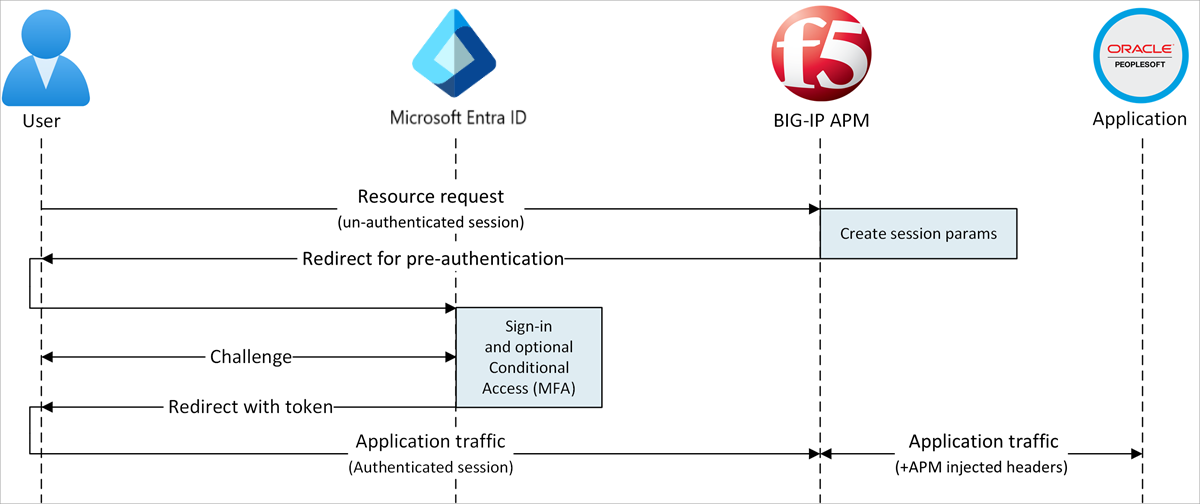 f5
ORACLE
PEOPLESOFT
User
Microsoft Entra ID
BIG-IP APM
Application
Resource request
(un-authenticated session)
Create session params
Redirect for pre-authentication
Sign-in
and optional
Conditional
Access (MFA)
Challenge
Redirect with token
Application traffic
(Authenticated session)
Application traffic
(+APM injected headers)